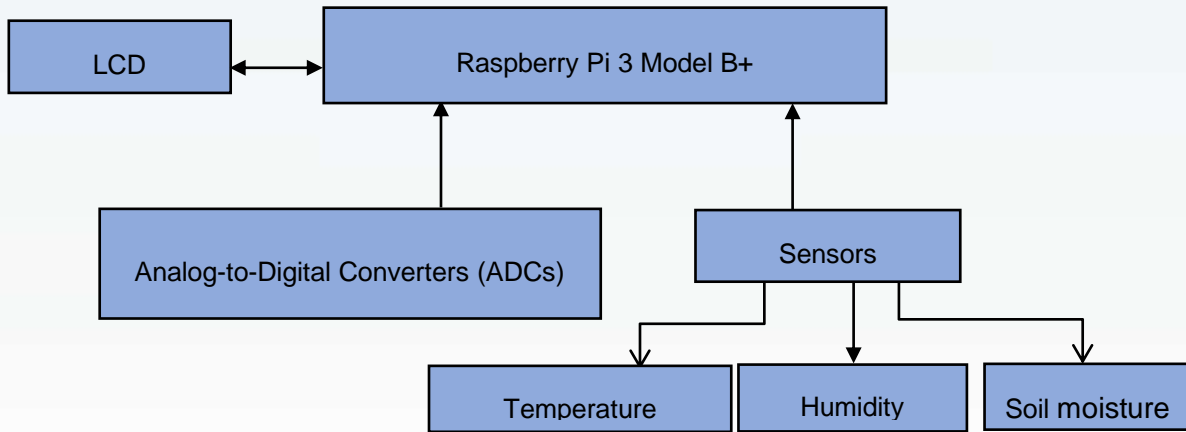 LCD
Raspberry Pi 3 Model B+
Analog-to-Digital Converters (ADCs)
Sensors
Temperature
Humidity
Soil moisture